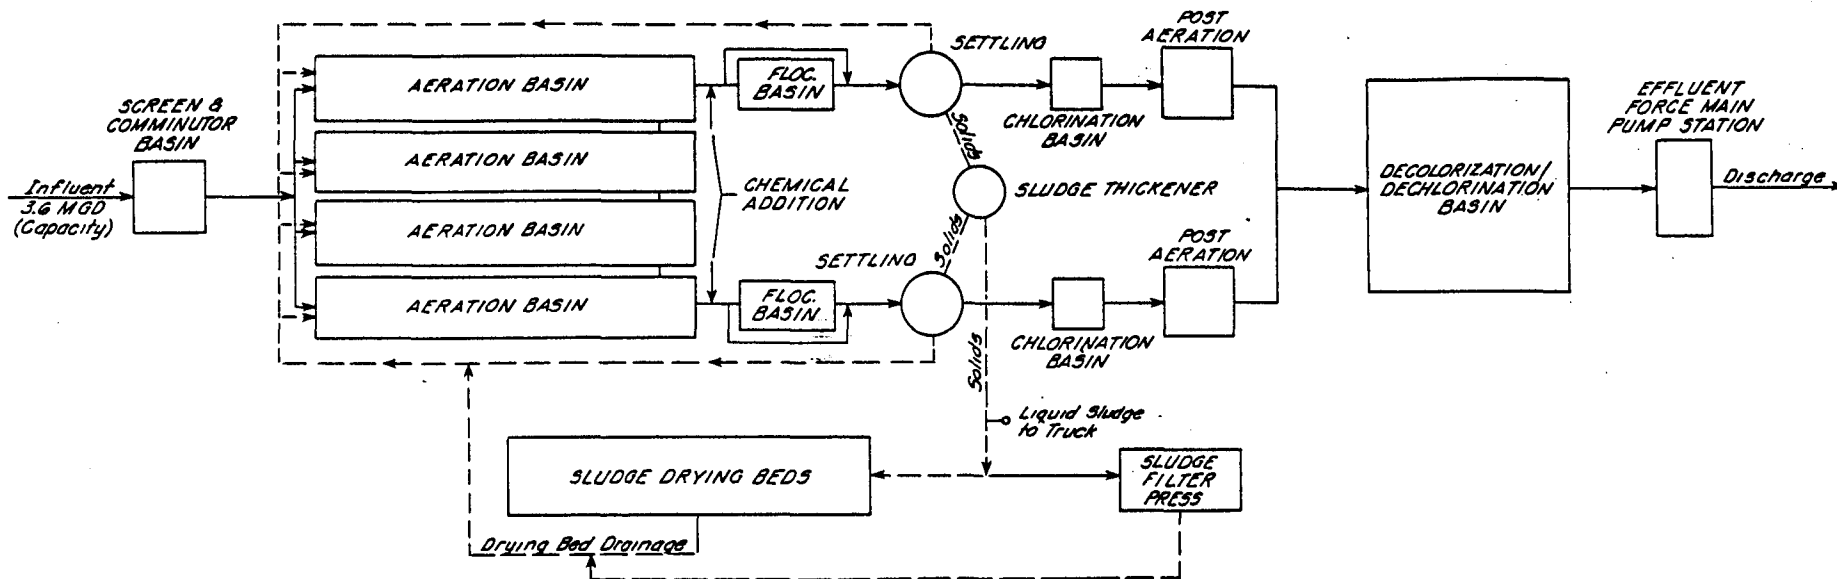 SCREEN &
COMMINUTOR
BASIN
Influent
3.6 MGD
(Capacity)
AERATION BASIN
AERATION BASIN
AERATION BASIN
AERATION BASIN
FLOC.
BASIN
CHEMICAL
ADDITION
FLOC.
BASIN
SETTLING
SETTLING
Solids
SLUDGE THICKENER
Solids
Solids
CHLORINATION
BASIN
POST
AERATION
CHLORINATION
BASIN
POST
AERATION
DECOLORIZATION/
DECHLORINATION
BASIN
EFFLUENT
FORCE MAIN
PUMP STATION
Discharge
Liquid Sludge
to Truck
SLUDGE DRYING BEDS
SLUDGE
FILTER
PRESS
Drying Bed Drainage